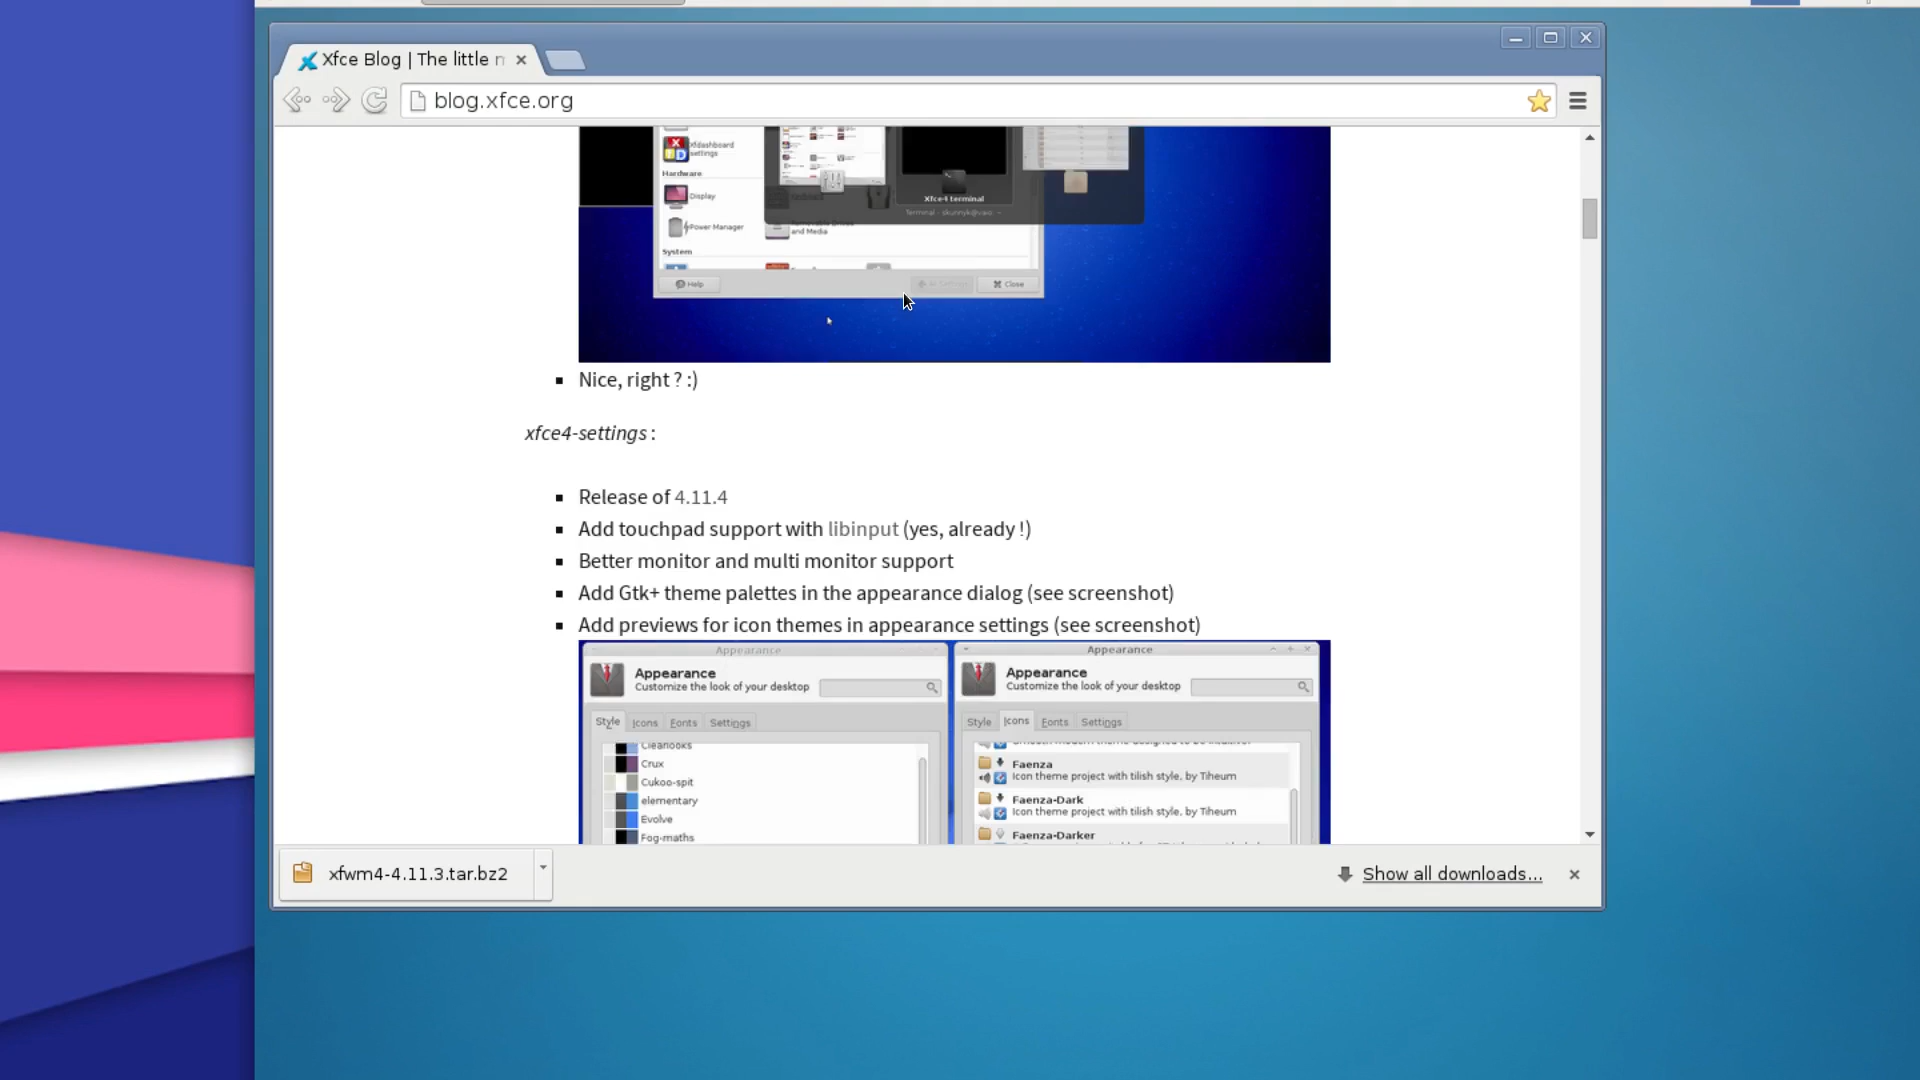 Xfce Blog | The little
blog.xfce.org
Xfdashboard
settings
Hardware
Display
Xfce4 terminal
Power Manager
and Media
System
Help
Close
Nice, right ? :)
xfce4-settings :
Release of 4.11.4
Add touchpad support with libinput (yes, already !)
Better monitor and multi monitor support
Add Gtk+ theme palettes in the appearance dialog (see screenshot)
Add previews for icon themes in appearance settings (see screenshot)
Appearance
Appearance
Customize the look of your desktop
Style Icons Fonts Settings
Clearlooks
Crux
Cukoo-spit
elementary
Evolve
Fog-maths
Appearance
Appearance
Customize the look of your desktop
Style Icons Fonts Settings
Faenza
Icon theme project with tilish style, by Tiheum
Faenza-Dark
Icon theme project with tilish style, by Tiheum
Faenza-Darker
xfwm4-4.11.3.tar.bz2
Show all downloads...